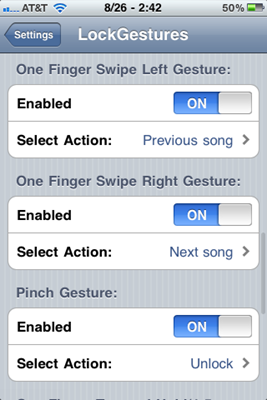 AT&T 8/26 - 2:42 50%
Settings LockGestures
One Finger Swipe Left Gesture:
Enabled ON
Select Action: Previous song
One Finger Swipe Right Gesture:
Enabled ON
Select Action: Next song
Pinch Gesture:
Enabled ON
Select Action: Unlock